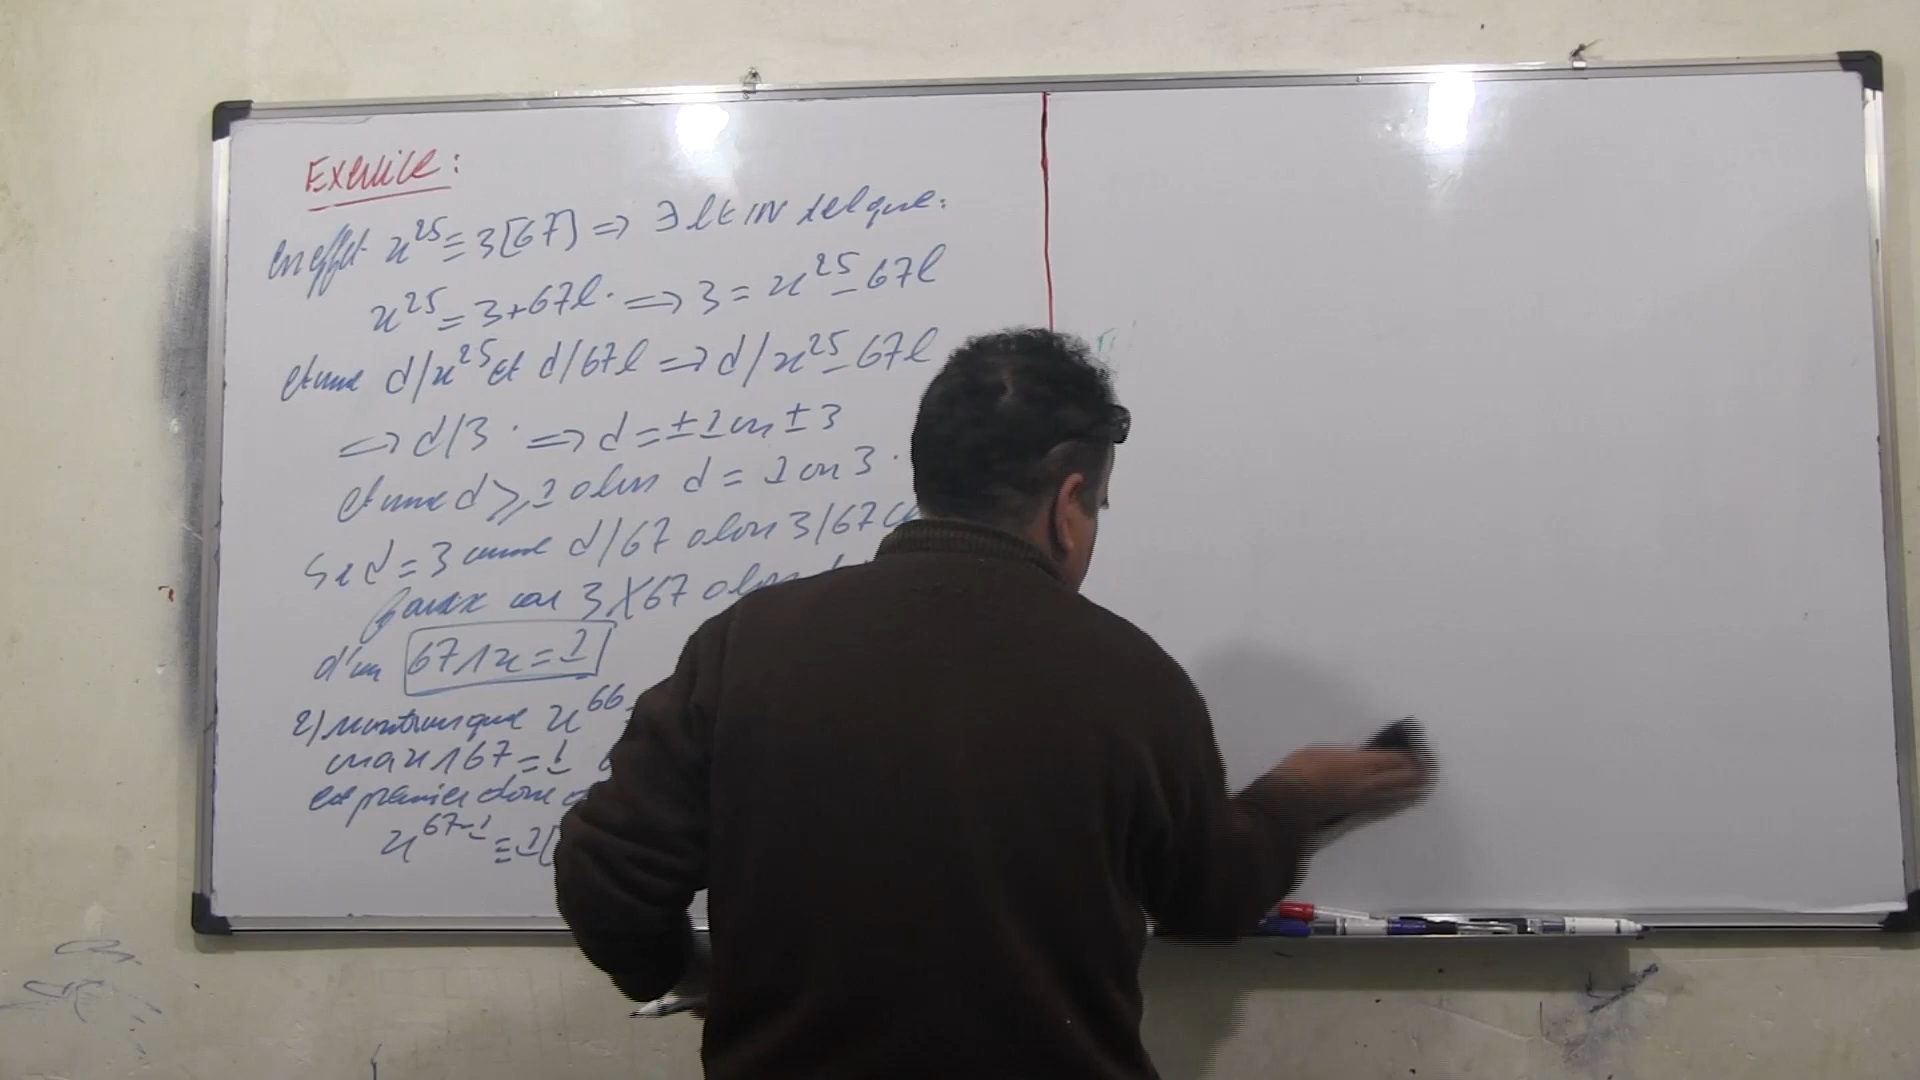 Exercice :
en effet x^25 ≡ 3[67] ⇒ ∃ l ∈ IN tel que :
x^25 = 3 + 67l . ⇒ 3 = x^25 - 67l
et comme d/x^25 et d/67l ⇒ d/x^25 - 67l
⇒ d/3 . ⇒ d = ±1 ou ±3
et comme d ≥ 1 alors d = 1 ou 3 .
Si d = 3 comme d/67 alors 3/67 ce
faux car 3∤67 alors
d'où 67∧x = 1
2) montrons que x^66 ≡
on a x∧67 = 1
est premier donc
x^67-1 ≡ 1[